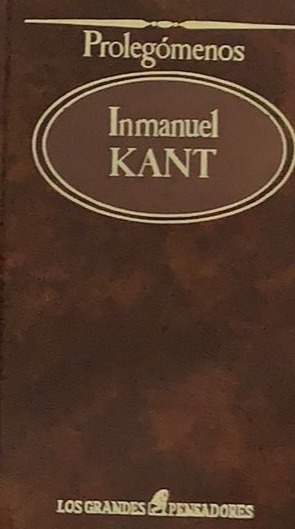 Prolegómenos
Inmanuel
KANT
LOS GRANDES PENSADORES